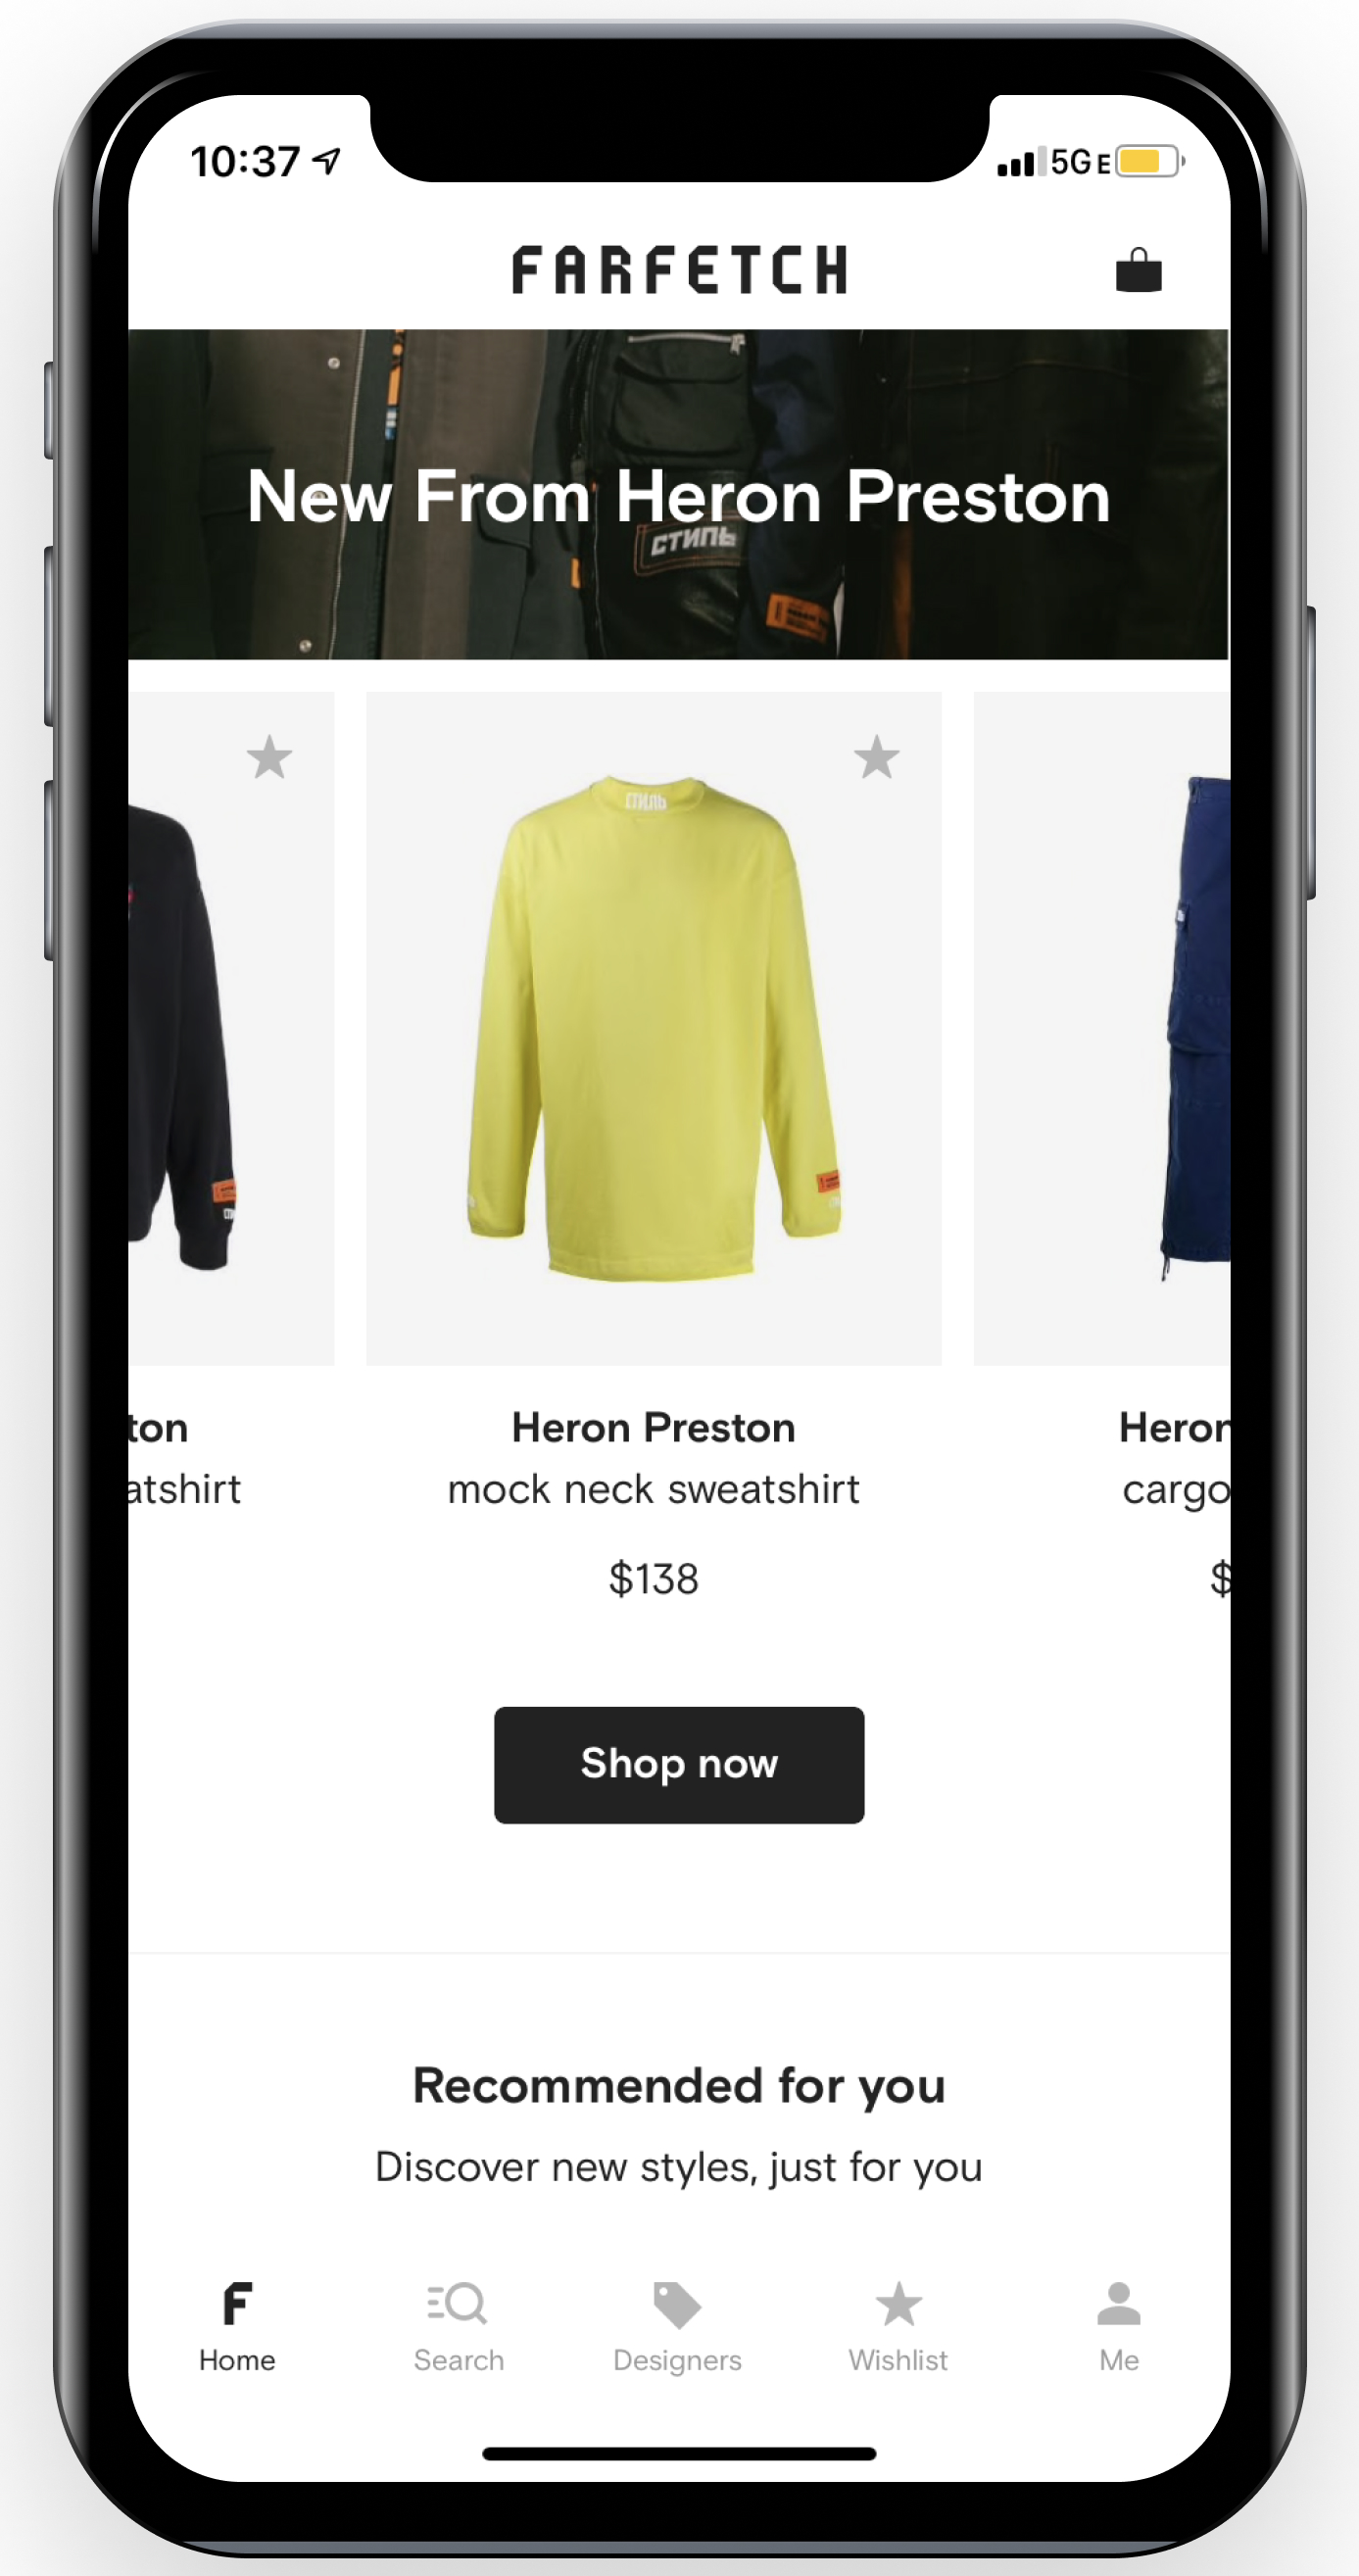 10:37
5G E
FARFETCH
New From Heron Preston
СТИЛЬ
СТИЛЬ
ton
Heron Preston
Heron
atshirt
mock neck sweatshirt
cargo
$138
$
Shop now
Recommended for you
Discover new styles, just for you
Home
Search
Designers
Wishlist
Me